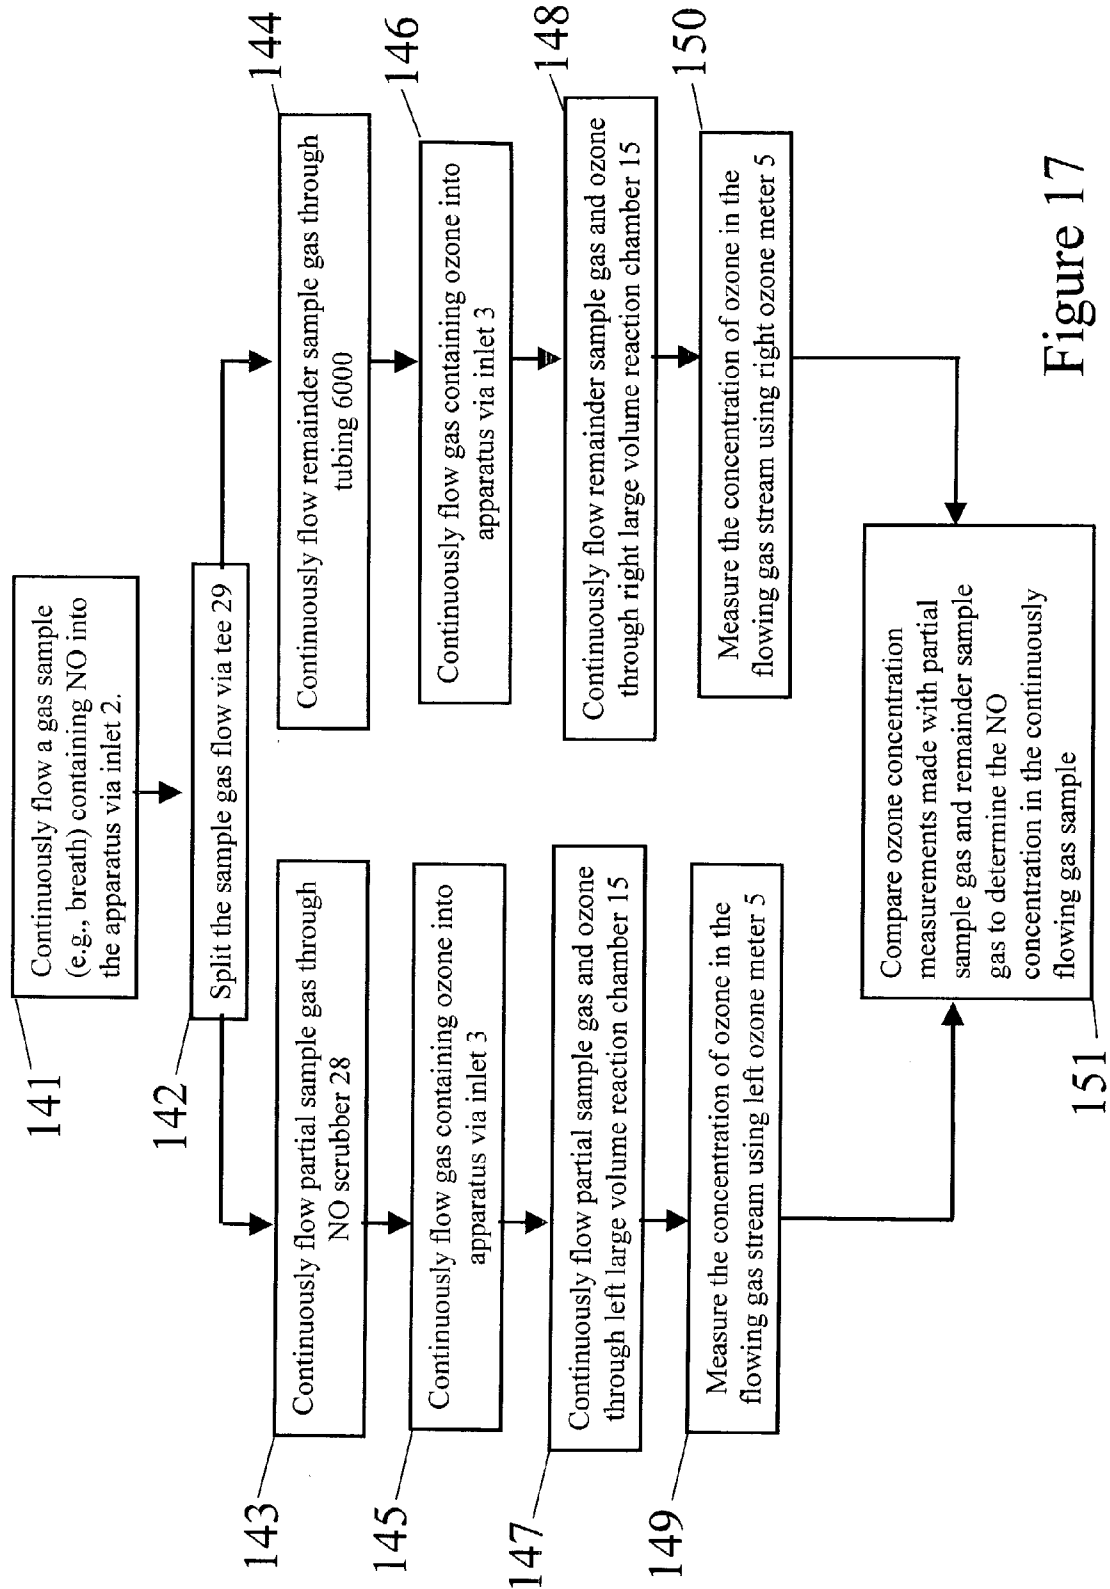 141
Continuously flow a gas sample
(e.g., breath) containing NO into
the apparatus via inlet 2.
142
Split the sample gas flow via tee 29
143
Continuously flow partial sample gas through
NO scrubber 28
144
Continuously flow remainder sample gas through
tubing 6000
145
Continuously flow gas containing ozone into
apparatus via inlet 3
146
Continuously flow gas containing ozone into
apparatus via inlet 3
147
Continuously flow partial sample gas and ozone
through left large volume reaction chamber 15
148
Continuously flow remainder sample gas and ozone
through right large volume reaction chamber 15
149
Measure the concentration of ozone in the
flowing gas stream using left ozone meter 5
150
Measure the concentration of ozone in the
flowing gas stream using right ozone meter 5
Compare ozone concentration
measurements made with partial
sample gas and remainder sample
gas to determine the NO
concentration in the continuously
flowing gas sample
151
Figure 17